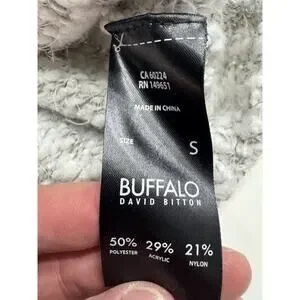 CA 60224
RN 149651
MADE IN CHINA
SIZE S
BUFFALO
DAVID BITTON
50% 29% 21%
POLYESTER ACRYLIC NYLON